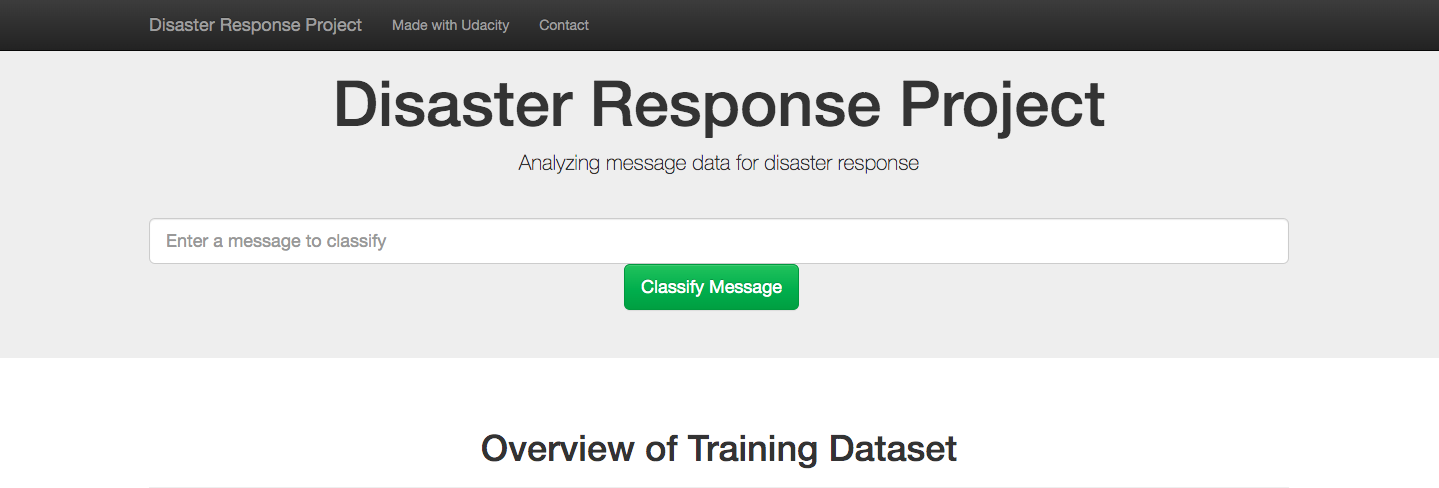 Disaster Response Project Made with Udacity Contact
Disaster Response Project
Analyzing message data for disaster response
Enter a message to classify
Classify Message
Overview of Training Dataset